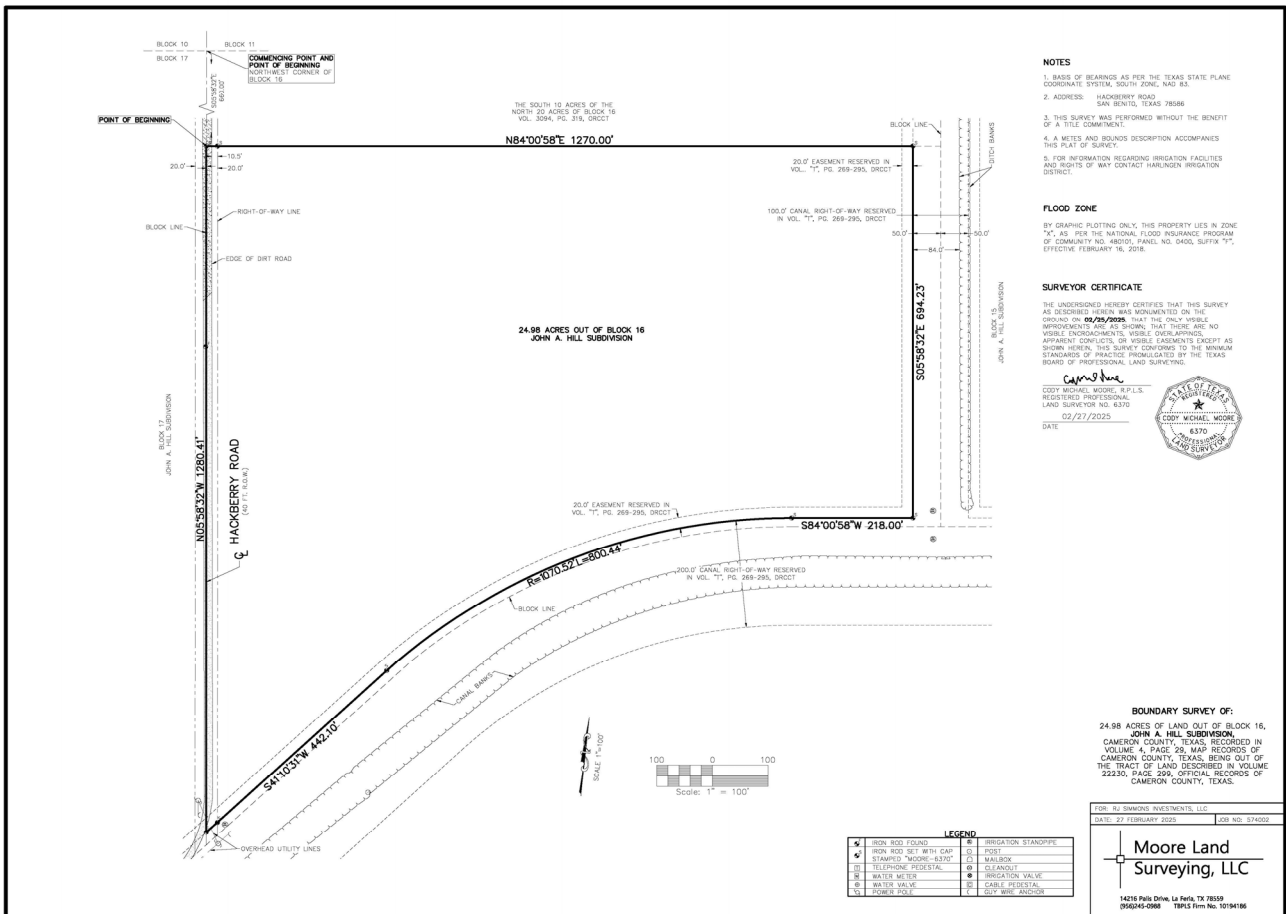 BLOCK 10
BLOCK 11
BLOCK 17
COMMENCING POINT AND
POINT OF BEGINNING
NORTHWEST CORNER OF
BLOCK 16
S05°58'32"E
660.00'
THE SOUTH 10 ACRES OF THE
NORTH 20 ACRES OF BLOCK 16
VOL. 3094, PG. 319, ORCCT
POINT OF BEGINNING
N84°00'58"E 1270.00'
BLOCK LINE
DITCH BANKS
10.5'
20.0'
20.0'
20.0' EASEMENT RESERVED IN
VOL. "T", PG. 269-295, DRCCT
RIGHT-OF-WAY LINE
100.0' CANAL RIGHT-OF-WAY RESERVED
IN VOL. "T", PG. 269-295, DRCCT
BLOCK LINE
50.0'
50.0'
84.0'
EDGE OF DIRT ROAD
S05°58'32"E 694.23'
BLOCK 15
JOHN A. HILL SUBDIVISION
24.98 ACRES OUT OF BLOCK 16
JOHN A. HILL SUBDIVISION
BLOCK 17
JOHN A. HILL SUBDIVISION
N05°58'32"W 1280.41'
HACKBERRY ROAD
(40 FT. R.O.W.)
20.0' EASEMENT RESERVED IN
VOL. "T", PG. 269-295, DRCCT
S84°00'58"W 218.00'
R=1070.52' L=800.44'
200.0' CANAL RIGHT-OF-WAY RESERVED
IN VOL. "T", PG. 269-295, DRCCT
BLOCK LINE
CANAL BANKS
S41°10'31"W 442.10'
OVERHEAD UTILITY LINES
SCALE 1"=100'
100 0 100
Scale: 1" = 100'
NOTES
1. BASIS OF BEARINGS AS PER THE TEXAS STATE PLANE
COORDINATE SYSTEM, SOUTH ZONE, NAD 83.
2. ADDRESS: HACKBERRY ROAD
SAN BENITO, TEXAS 78586
3. THIS SURVEY WAS PERFORMED WITHOUT THE BENEFIT
OF A TITLE COMMITMENT.
4. A METES AND BOUNDS DESCRIPTION ACCOMPANIES
THIS PLAT OF SURVEY.
5. FOR INFORMATION REGARDING IRRIGATION FACILITIES
AND RIGHTS OF WAY CONTACT HARLINGEN IRRIGATION
DISTRICT.
FLOOD ZONE
BY GRAPHIC PLOTTING ONLY, THIS PROPERTY LIES IN ZONE
"X", AS PER THE NATIONAL FLOOD INSURANCE PROGRAM
OF COMMUNITY NO. 480101, PANEL NO. 0400, SUFFIX "F",
EFFECTIVE FEBRUARY 16, 2018.
SURVEYOR CERTIFICATE
THE UNDERSIGNED HEREBY CERTIFIES THAT THIS SURVEY
AS DESCRIBED HEREIN WAS MONUMENTED ON THE
GROUND ON 02/25/2025, THAT THE ONLY VISIBLE
IMPROVEMENTS ARE AS SHOWN; THAT THERE ARE NO
VISIBLE ENCROACHMENTS, VISIBLE OVERLAPPINGS,
APPARENT CONFLICTS, OR VISIBLE EASEMENTS EXCEPT AS
SHOWN HEREIN, THIS SURVEY CONFORMS TO THE MINIMUM
STANDARDS OF PRACTICE PROMULGATED BY THE TEXAS
BOARD OF PROFESSIONAL LAND SURVEYING.
CODY MICHAEL MOORE, R.P.L.S.
REGISTERED PROFESSIONAL
LAND SURVEYOR NO. 6370
02/27/2025
DATE
STATE OF TEXAS
REGISTERED
CODY MICHAEL MOORE
6370
PROFESSIONAL
LAND SURVEYOR
BOUNDARY SURVEY OF:
24.98 ACRES OF LAND OUT OF BLOCK 16,
JOHN A. HILL SUBDIVISION,
CAMERON COUNTY, TEXAS, RECORDED IN
VOLUME 4, PAGE 29, MAP RECORDS OF
CAMERON COUNTY, TEXAS, BEING OUT OF
THE TRACT OF LAND DESCRIBED IN VOLUME
22230, PAGE 299, OFFICIAL RECORDS OF
CAMERON COUNTY, TEXAS.
LEGEND
IRON ROD FOUND
IRON ROD SET WITH CAP
STAMPED "MOORE-6370"
TELEPHONE PEDESTAL
WATER METER
WATER VALVE
POWER POLE
IRRIGATION STANDPIPE
POST
MAILBOX
CLEANOUT
IRRIGATION VALVE
CABLE PEDESTAL
GUY WIRE ANCHOR
FOR: RJ SIMMONS INVESTMENTS, LLC
DATE: 27 FEBRUARY 2025 JOB NO: 574002
Moore Land
Surveying, LLC
14216 Palis Drive, La Feria, TX 78559
(956)245-0988 TBPLS Firm No. 10194186